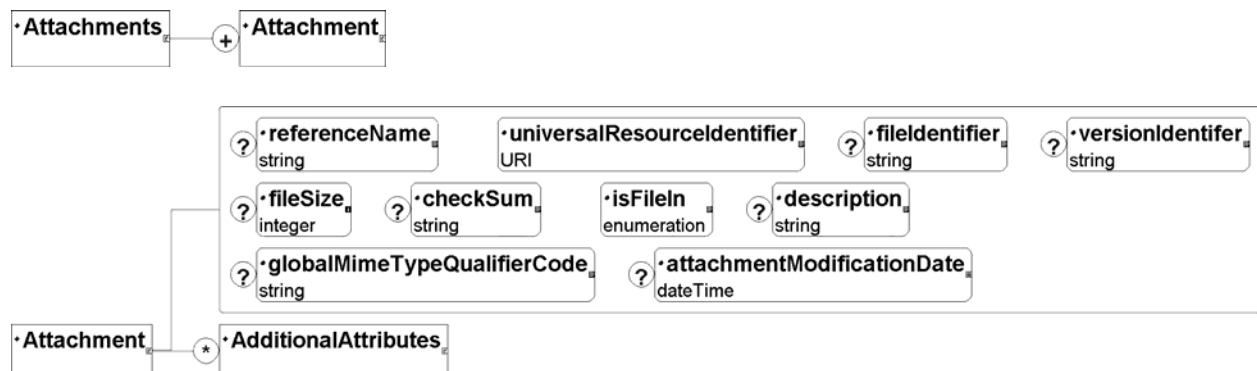 Attachments + Attachment
? referenceName universalResourceIdentifier ? fileIdentifier ? versionIdentifer
string URI string string
? fileSize ? checkSum isFileIn ? description
integer string enumeration string
? globalMimeTypeQualifierCode ? attachmentModificationDate
string dateTime
Attachment * AdditionalAttributes